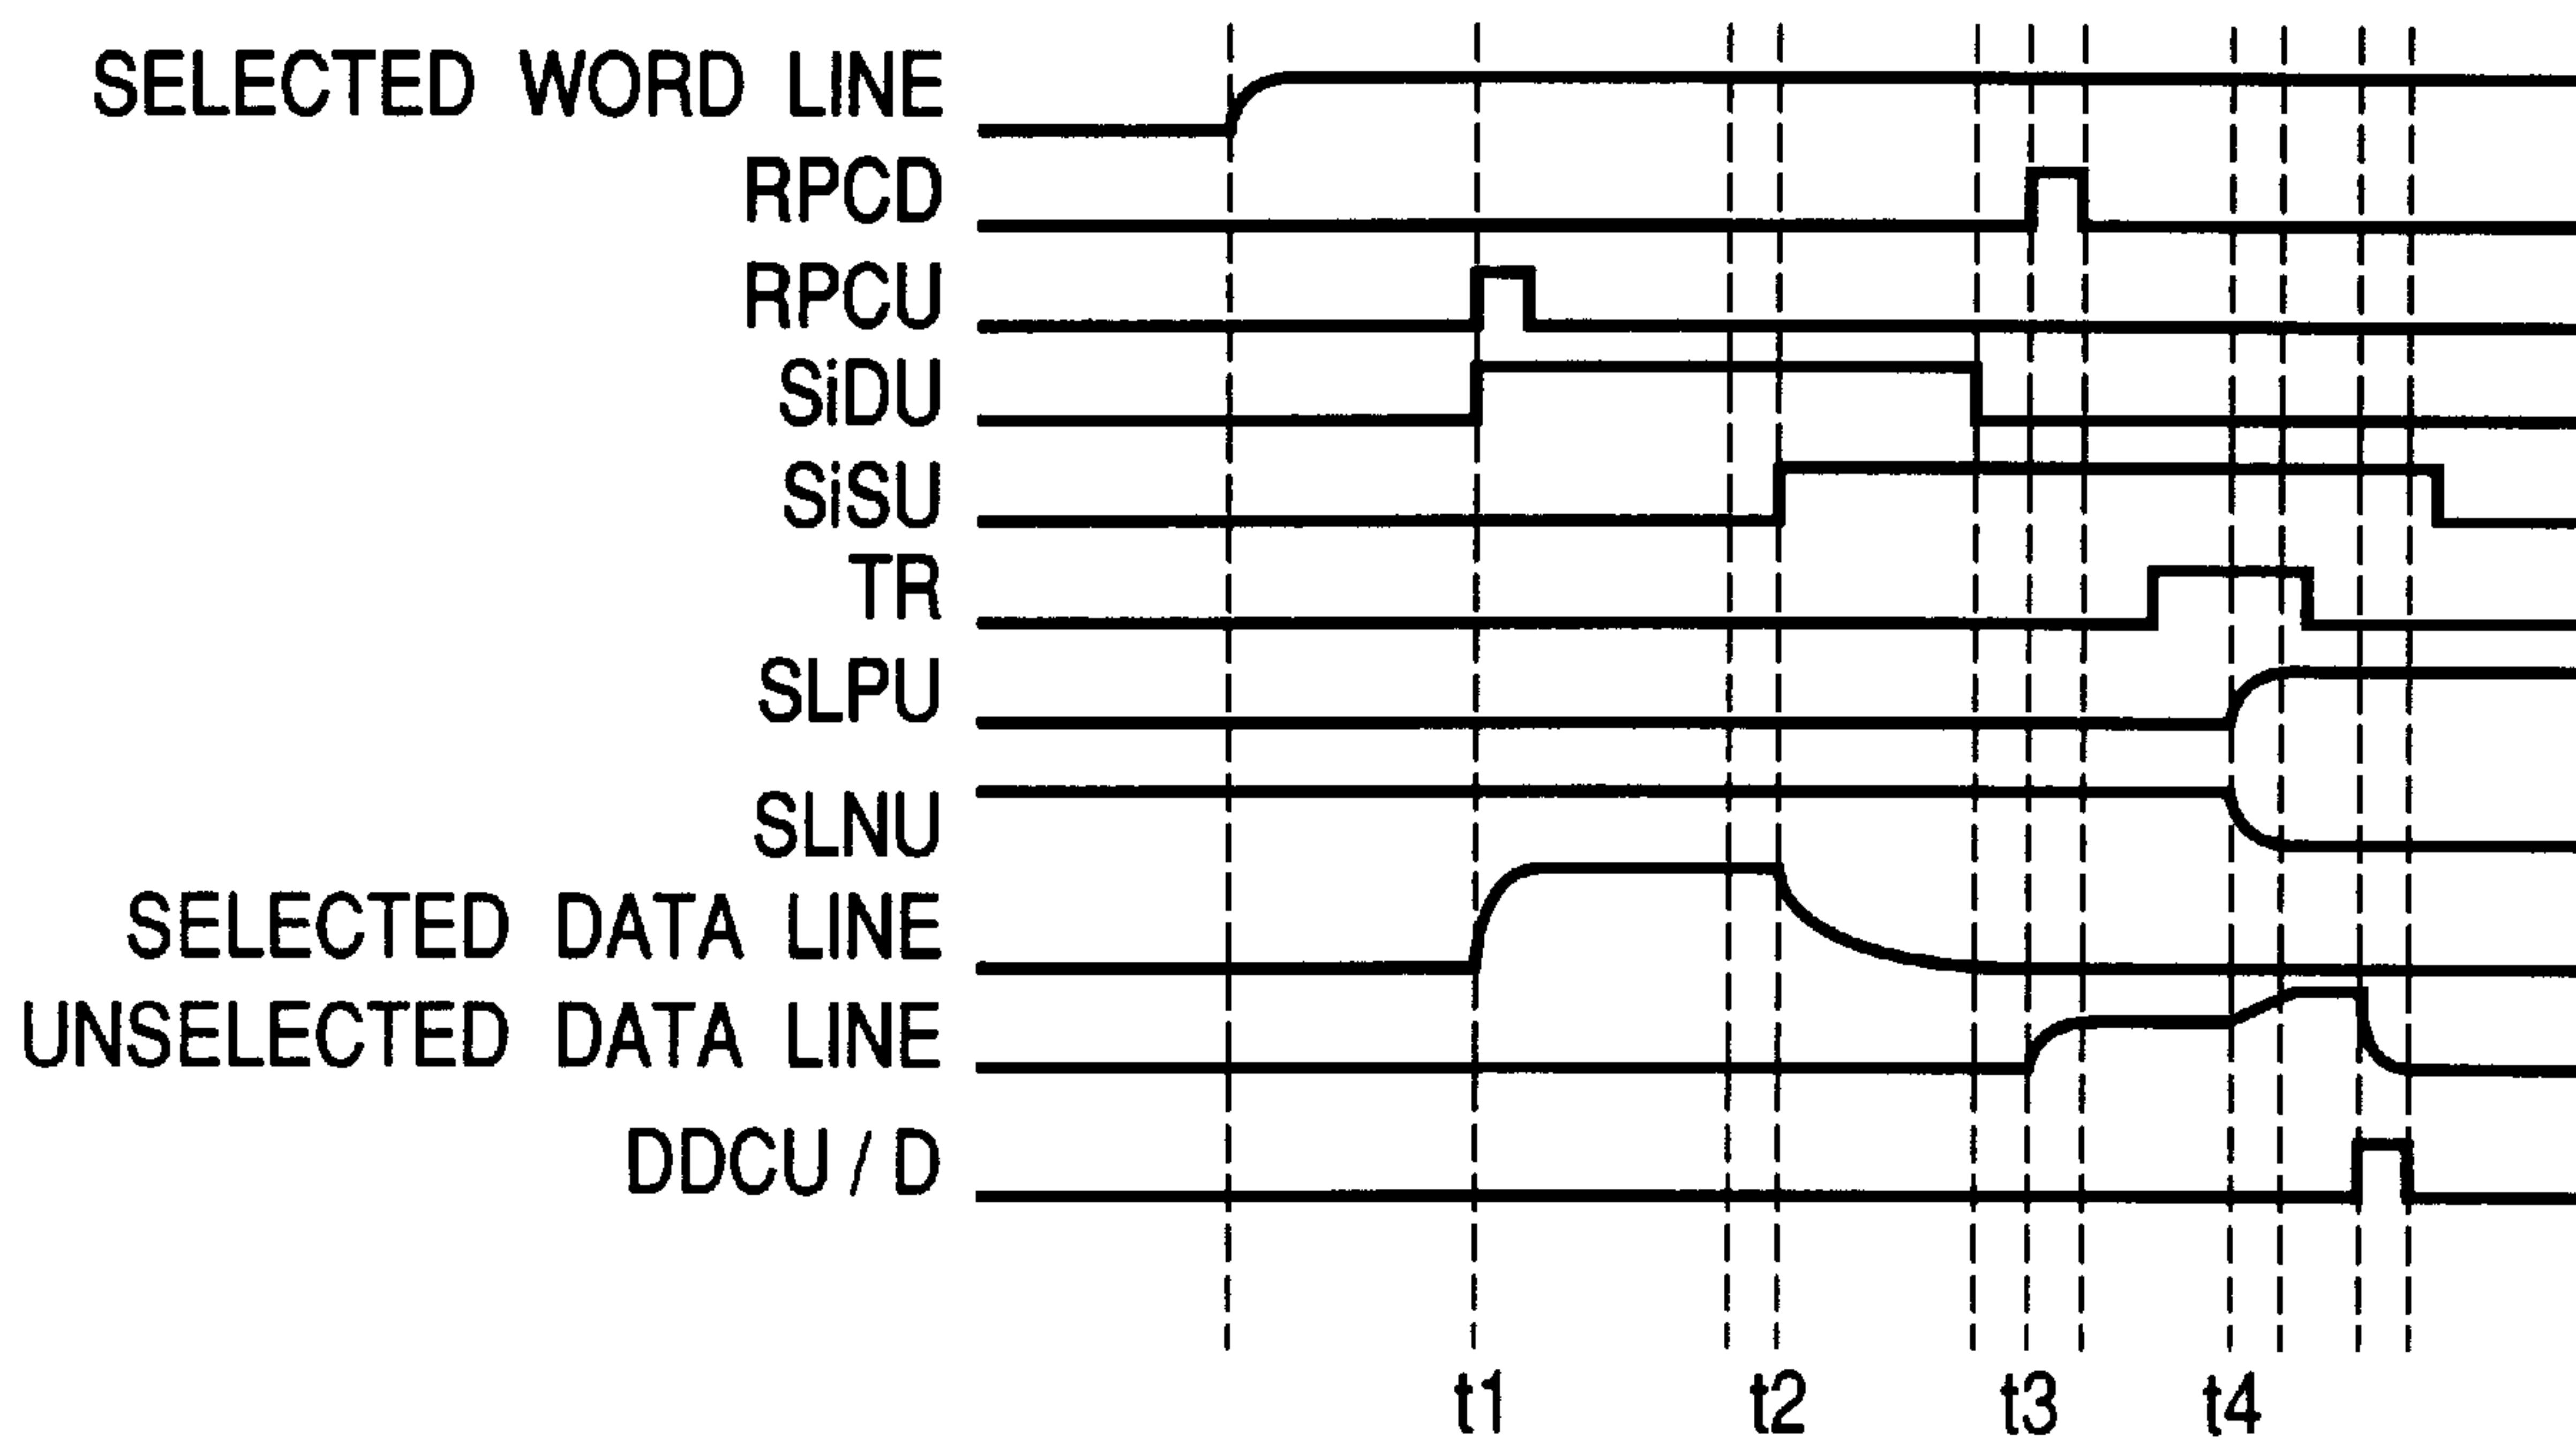 SELECTED WORD LINE
RPCD
RPCU
SiDU
SiSU
TR
SLPU
SLNU
SELECTED DATA LINE
UNSELECTED DATA LINE
DDCU / D
t1 t2 t3 t4